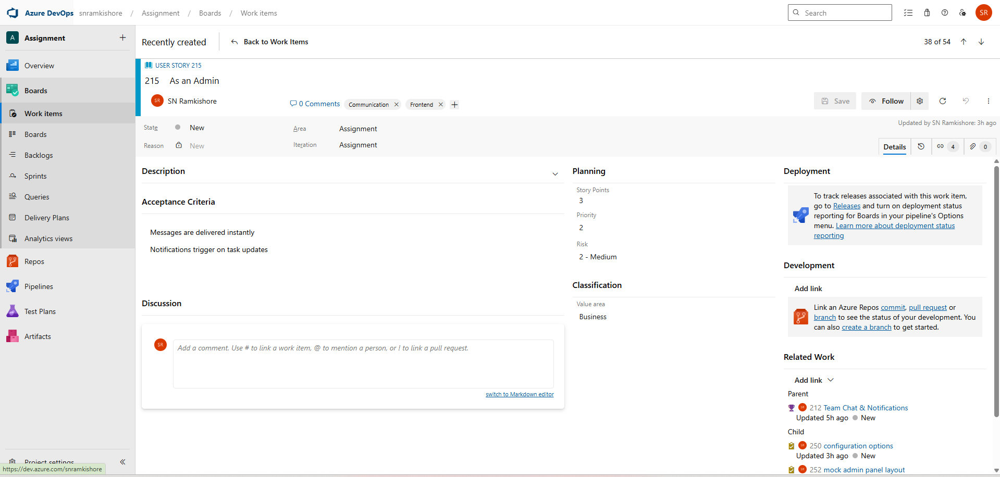 Azure DevOps snramkishore / Assignment / Boards / Work items
Search
SR
A Assignment
Overview
Boards
Work items
Boards
Backlogs
Sprints
Queries
Delivery Plans
Analytics views
Repos
Pipelines
Test Plans
Artifacts
Project settings
https://dev.azure.com/snramkishore
Recently created
Back to Work Items
38 of 54
USER STORY 215
215 As an Admin
SR SN Ramkishore
0 Comments
Communication
Frontend
Save
Follow
State New
Area Assignment
Reason New
Iteration Assignment
Updated by SN Ramkishore: 3h ago
Details
4
0
Description
Acceptance Criteria
Messages are delivered instantly
Notifications trigger on task updates
Discussion
SR
Add a comment. Use # to link a work item, @ to mention a person, or ! to link a pull request.
switch to Markdown editor
Planning
Story Points
3
Priority
2
Risk
2 - Medium
Classification
Value area
Business
Deployment
To track releases associated with this work item,
go to Releases and turn on deployment status
reporting for Boards in your pipeline's Options
menu. Learn more about deployment status
reporting
Development
Add link
Link an Azure Repos commit, pull request or
branch to see the status of your development. You
can also create a branch to get started.
Related Work
Add link
Parent
SR 212 Team Chat & Notifications
Updated 5h ago New
Child
SR 250 configuration options
Updated 3h ago New
SR 252 mock admin panel layout